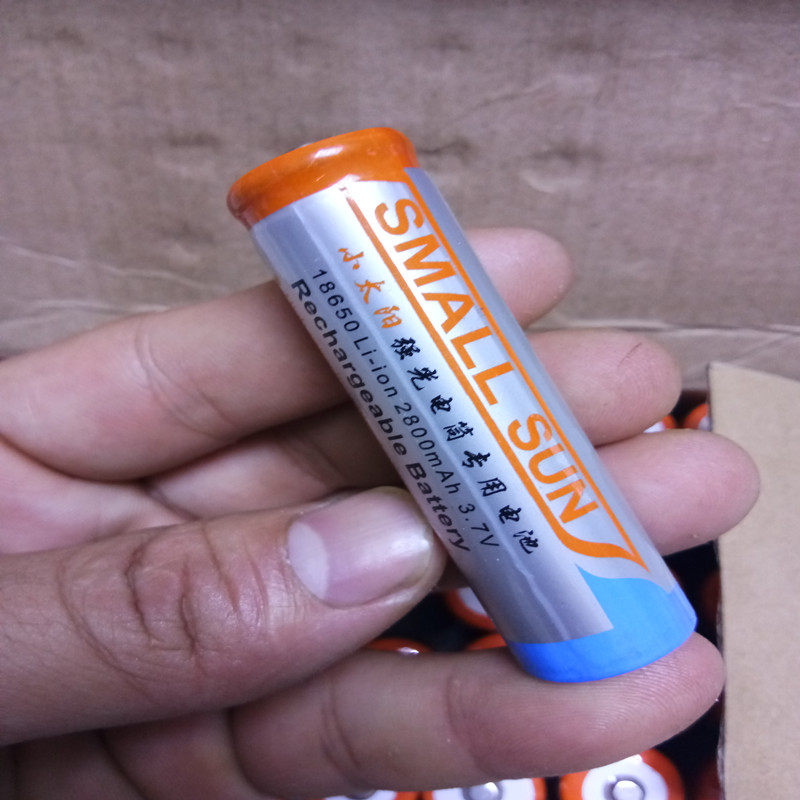 SMALL SUN
小太阳 强光电筒专用电池
18650 Li-ion 2800mAh 3.7V
Rechargeable Battery